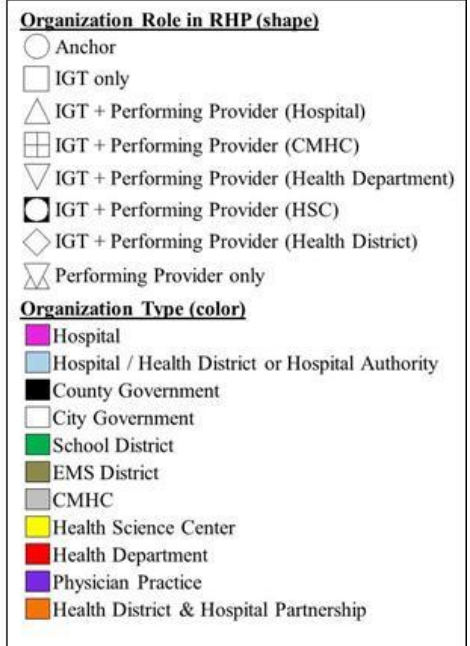 Organization Role in RHP (shape)
Anchor
IGT only
IGT + Performing Provider (Hospital)
IGT + Performing Provider (CMHC)
IGT + Performing Provider (Health Department)
IGT + Performing Provider (HSC)
IGT + Performing Provider (Health District)
Performing Provider only
Organization Type (color)
Hospital
Hospital / Health District or Hospital Authority
County Government
City Government
School District
EMS District
CMHC
Health Science Center
Health Department
Physician Practice
Health District & Hospital Partnership